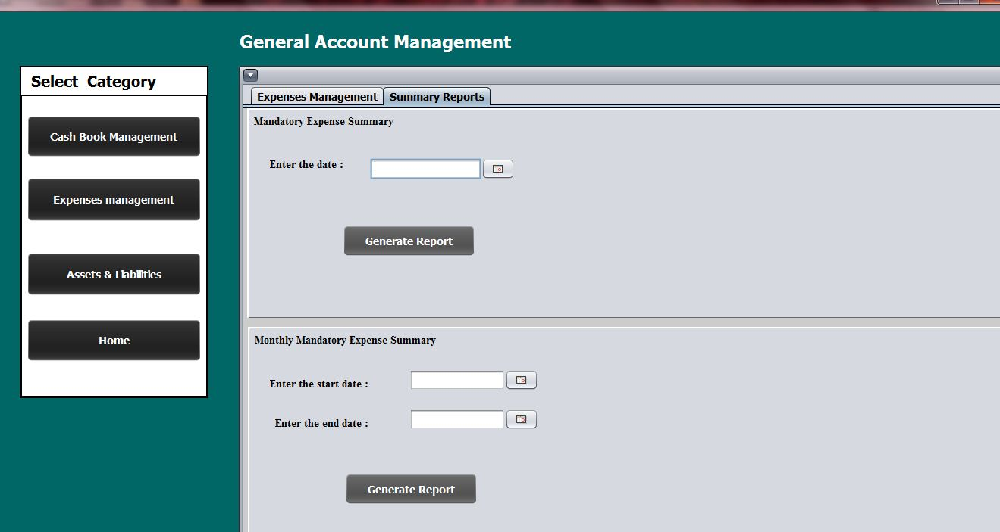 General Account Management
Select Category
Cash Book Management
Expenses management
Assets & Liabilities
Home
Expenses Management
Summary Reports
Mandatory Expense Summary
Enter the date :
Generate Report
Monthly Mandatory Expense Summary
Enter the start date :
Enter the end date :
Generate Report